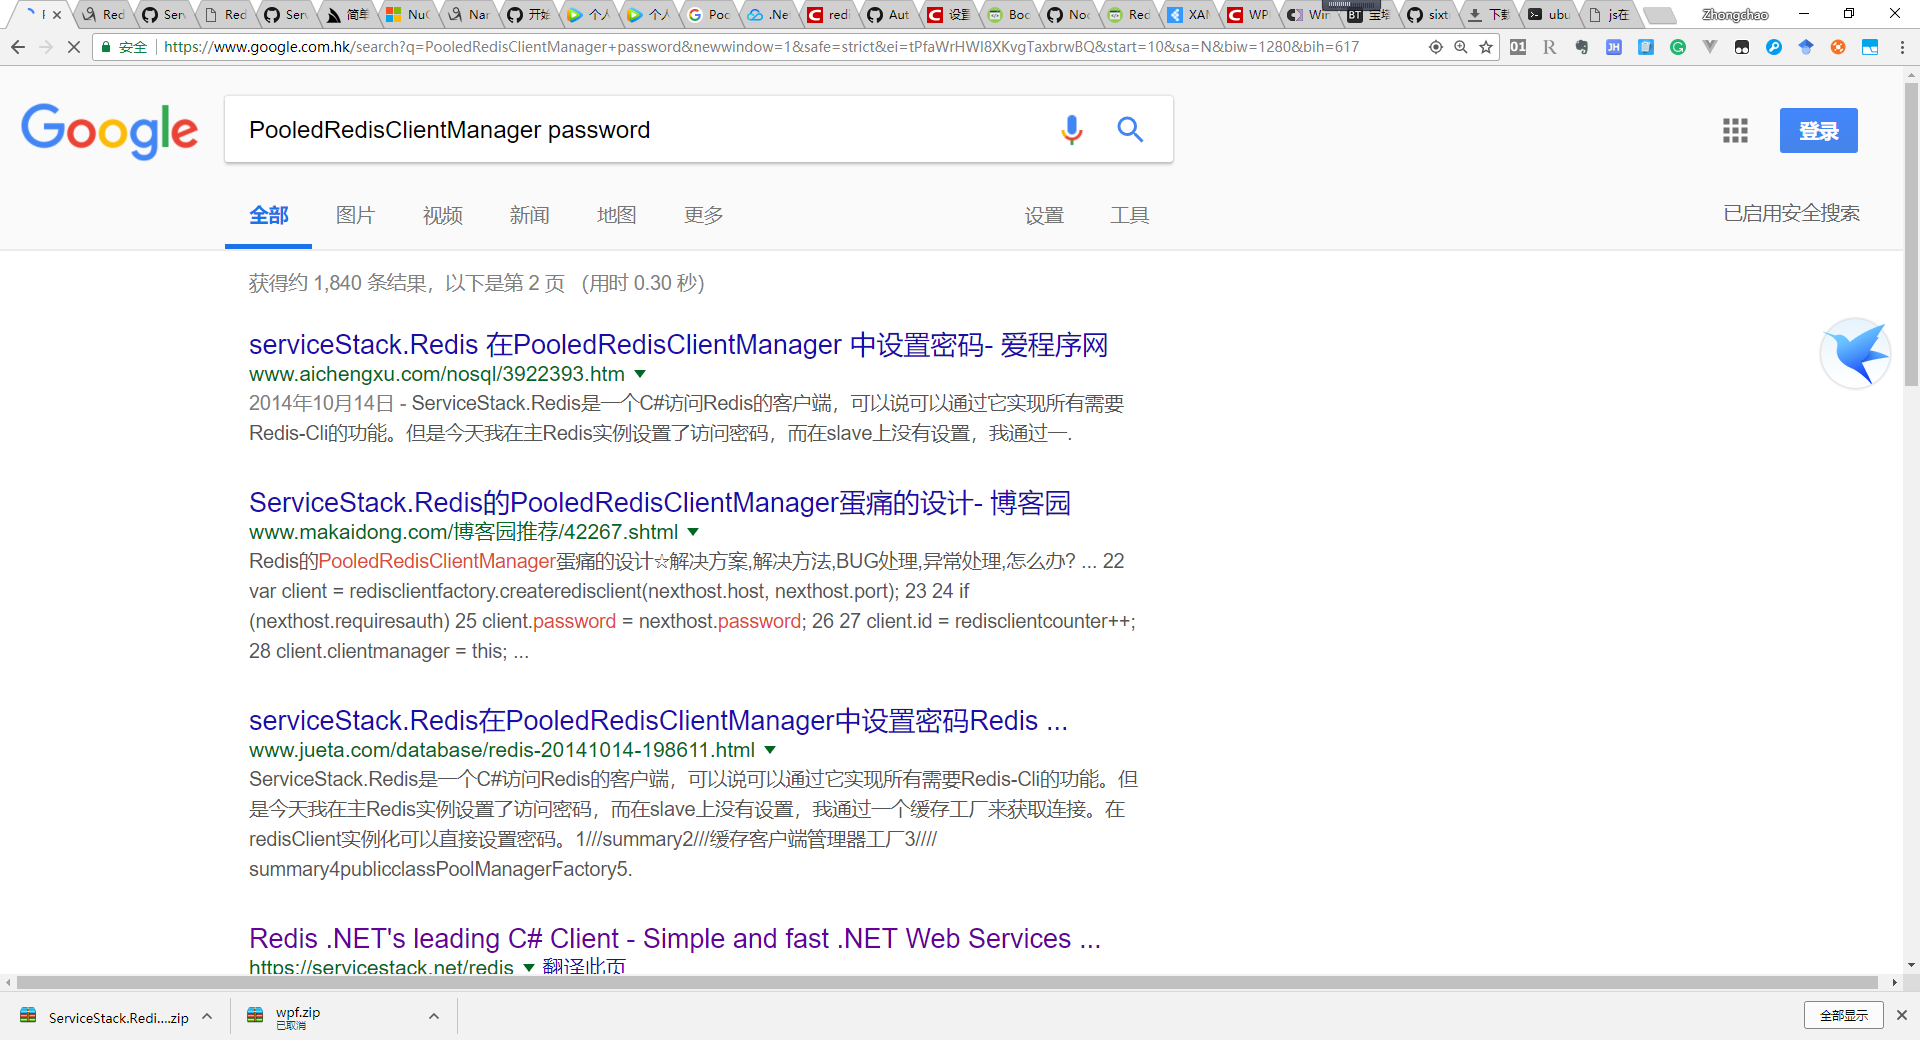 Red
Ser
Red
Ser
简单
NuG
Nar
开始
个人
个人
Poo
.Net
redi
Aut
设置
Boo
Noc
Red
XAM
WP
Win
宝塔
sixt
下载
ubu
js在
Zhongchao
安全
https://www.google.com.hk/search?q=PooledRedisClientManager+password&newwindow=1&safe=strict&ei=tPfaWrHWI8XKvgTaxbrwBQ&start=10&sa=N&biw=1280&bih=617
Google
PooledRedisClientManager password
登录
全部 图片 视频 新闻 地图 更多 设置 工具
已启用安全搜索
获得约 1,840 条结果，以下是第 2 页 （用时 0.30 秒）
serviceStack.Redis 在PooledRedisClientManager 中设置密码- 爱程序网
www.aichengxu.com/nosql/3922393.htm
2014年10月14日 - ServiceStack.Redis是一个C#访问Redis的客户端，可以说可以通过它实现所有需要
Redis-Cli的功能。但是今天我在主Redis实例设置了访问密码，而在slave上没有设置，我通过一.
ServiceStack.Redis的PooledRedisClientManager蛋痛的设计- 博客园
www.makaidong.com/博客园推荐/42267.shtml
Redis的PooledRedisClientManager蛋痛的设计☆解决方案,解决方法,BUG处理,异常处理,怎么办? ... 22
var client = redisclientfactory.createredisclient(nexthost.host, nexthost.port); 23 24 if
(nexthost.requiresauth) 25 client.password = nexthost.password; 26 27 client.id = redisclientcounter++;
28 client.clientmanager = this; ...
serviceStack.Redis在PooledRedisClientManager中设置密码Redis ...
www.jueta.com/database/redis-20141014-198611.html
ServiceStack.Redis是一个C#访问Redis的客户端，可以说可以通过它实现所有需要Redis-Cli的功能。但
是今天我在主Redis实例设置了访问密码，而在slave上没有设置，我通过一个缓存工厂来获取连接。在
redisClient实例化可以直接设置密码。1///summary2///缓存客户端管理器工厂3////
summary4publicclassPoolManagerFactory5.
Redis .NET's leading C# Client - Simple and fast .NET Web Services ...
https://servicestack.net/redis 翻译此页
ServiceStack.Redi....zip
wpf.zip
已取消
全部显示